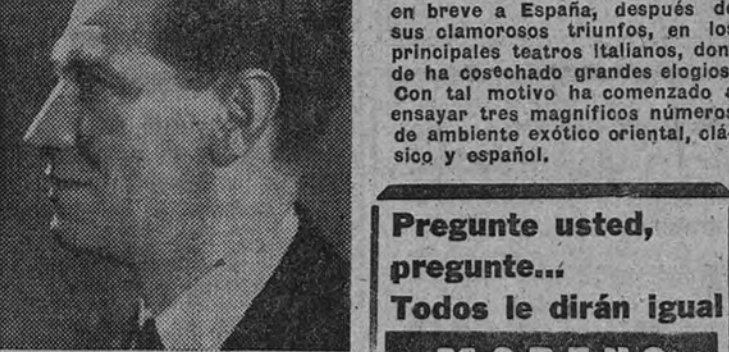 en breve a España, después de
sus clamorosos triunfos, en los
principales teatros italianos, don
de ha cosechado grandes elogios
Con tal motivo ha comenzado a
ensayar tres magníficos números
de ambiente exótico oriental, clá-
sico y español.
Pregunte usted,
pregunte...
Todos le dirán igual